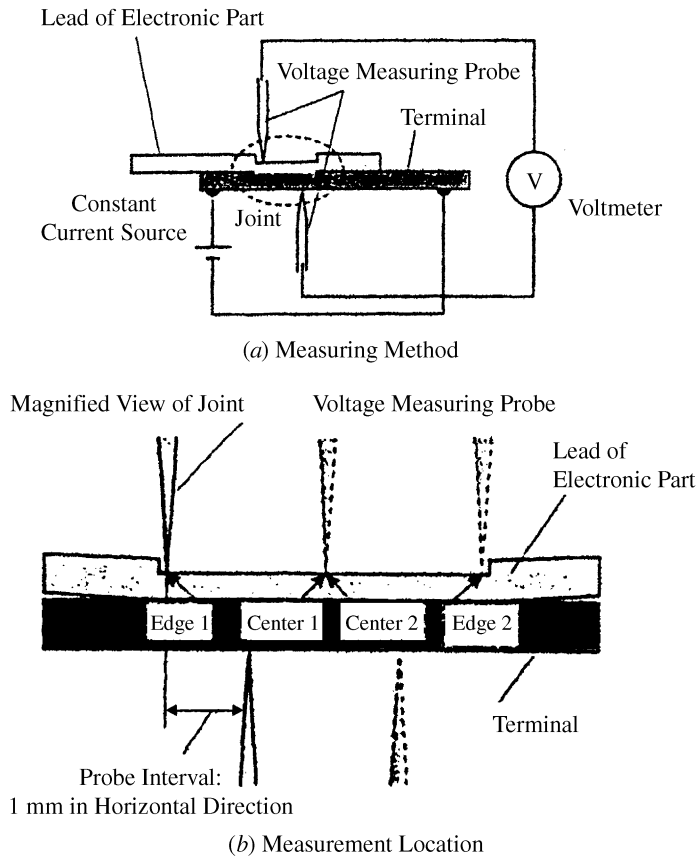 Lead of Electronic Part
Voltage Measuring Probe
Terminal
V
Voltmeter
Constant
Current Source
Joint
(a) Measuring Method
Magnified View of Joint
Voltage Measuring Probe
Lead of
Electronic Part
Edge 1
Center 1
Center 2
Edge 2
Terminal
Probe Interval:
1 mm in Horizontal Direction
(b) Measurement Location